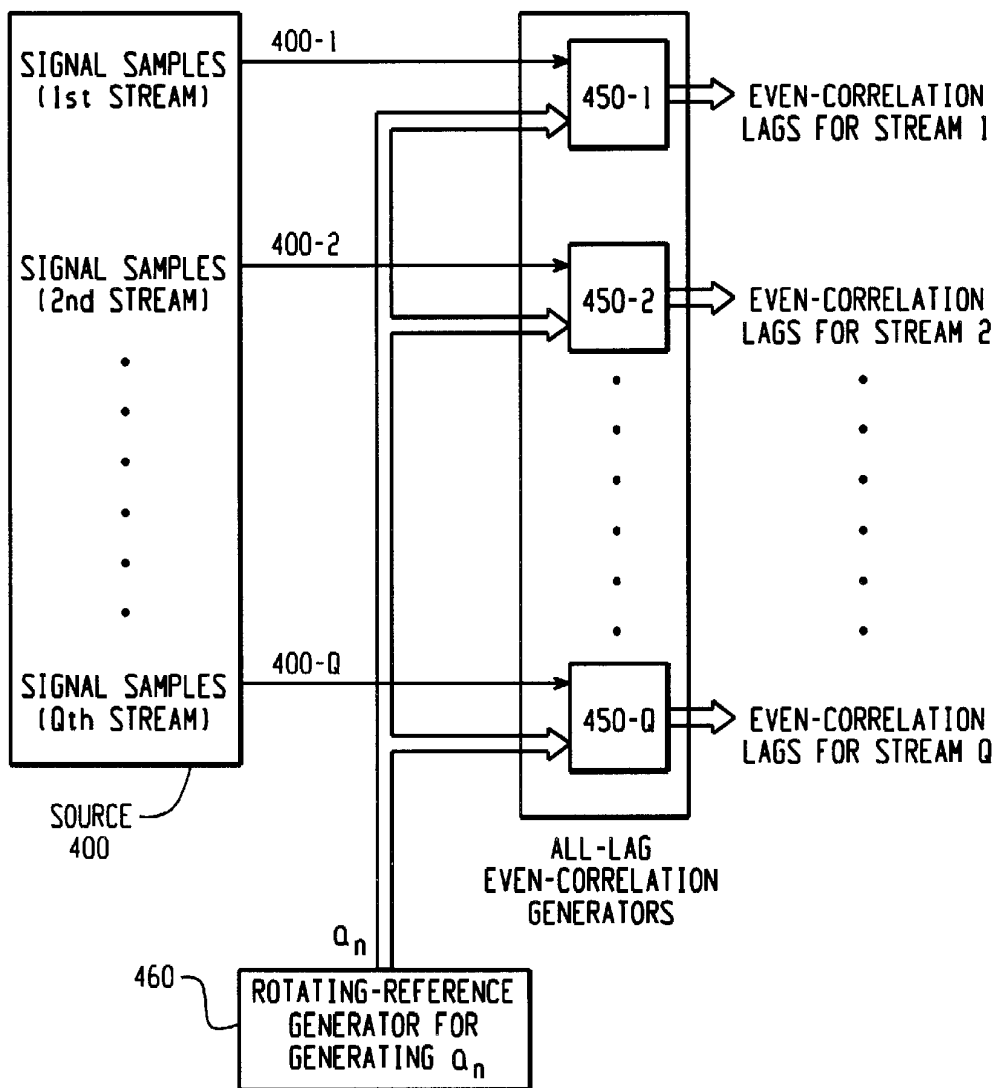 400-1
SIGNAL SAMPLES
(1st STREAM)
450-1
EVEN-CORRELATION
LAGS FOR STREAM 1
400-2
SIGNAL SAMPLES
(2nd STREAM)
450-2
EVEN-CORRELATION
LAGS FOR STREAM 2
400-Q
SIGNAL SAMPLES
(Qth STREAM)
450-Q
EVEN-CORRELATION
LAGS FOR STREAM Q
SOURCE
400
ALL-LAG
EVEN-CORRELATION
GENERATORS
an
460
ROTATING-REFERENCE
GENERATOR FOR
GENERATING an